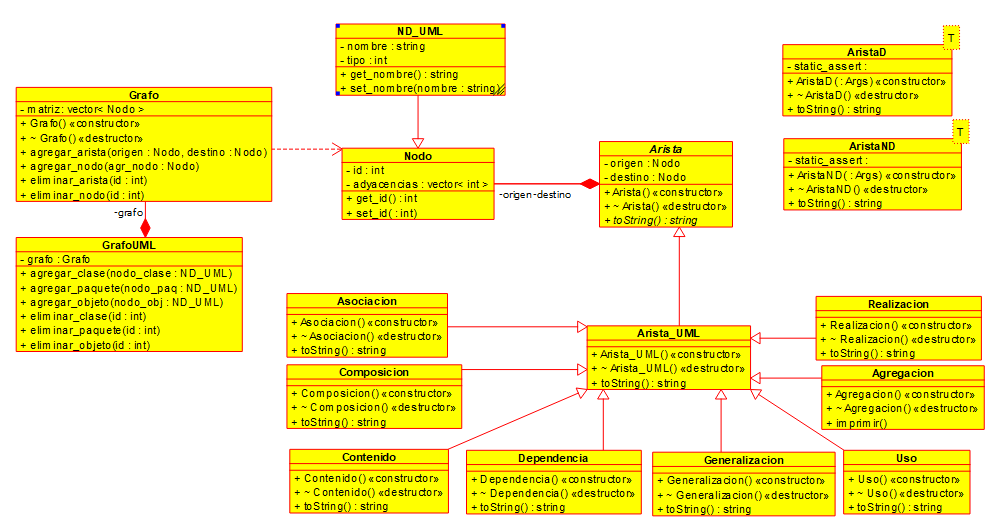 ND_UML
- nombre : string
- tipo : int
+ get_nombre() : string
+ set_nombre(nombre : string)
T
AristaD
- static_assert :
+ AristaD( : Args) «constructor»
+ ~ AristaD() «destructor»
+ toString() : string
Grafo
- matriz: vector< Nodo >
+ Grafo() «constructor»
+ ~ Grafo() «destructor»
+ agregar_arista(origen : Nodo, destino : Nodo)
+ agregar_nodo(agr_nodo : Nodo)
+ eliminar_arista(id : int)
+ eliminar_nodo(id : int)
T
AristaND
- static_assert :
+ AristaND( : Args) «constructor»
+ ~ AristaND() «destructor»
+ toString() : string
Nodo
- id : int
- adyacencias : vector< int >
+ get_id() : int
+ set_id( : int)
-origen-destino
Arista
- origen : Nodo
- destino : Nodo
+ Arista() «constructor»
+ ~ Arista() «destructor»
+ toString() : string
-grafo
GrafoUML
- grafo : Grafo
+ agregar_clase(nodo_clase : ND_UML)
+ agregar_paquete(nodo_paq : ND_UML)
+ agregar_objeto(nodo_obj : ND_UML)
+ eliminar_clase(id : int)
+ eliminar_paquete(id : int)
+ eliminar_objeto(id : int)
Asociacion
+ Asociacion() «constructor»
+ ~ Asociacion() «destructor»
+ toString() : string
Realizacion
+ Realizacion() «constructor»
+ ~ Realizacion() «destructor»
+ toString() : string
Arista_UML
+ Arista_UML() «constructor»
+ ~ Arista_UML() «destructor»
+ toString() : string
Composicion
+ Composicion() «constructor»
+ ~ Composicion() «destructor»
+ toString() : string
Agregacion
+ Agregacion() «constructor»
+ ~ Agregacion() «destructor»
+ imprimir()
Contenido
+ Contenido() «constructor»
+ ~ Contenido() «destructor»
+ toString() : string
Dependencia
+ Dependencia() «constructor»
+ ~ Dependencia() «destructor»
+ toString() : string
Generalizacion
+ Generalizacion() «constructor»
+ ~ Generalizacion() «destructor»
+ toString() : string
Uso
+ Uso() «constructor»
+ ~ Uso() «destructor»
+ toString() : string